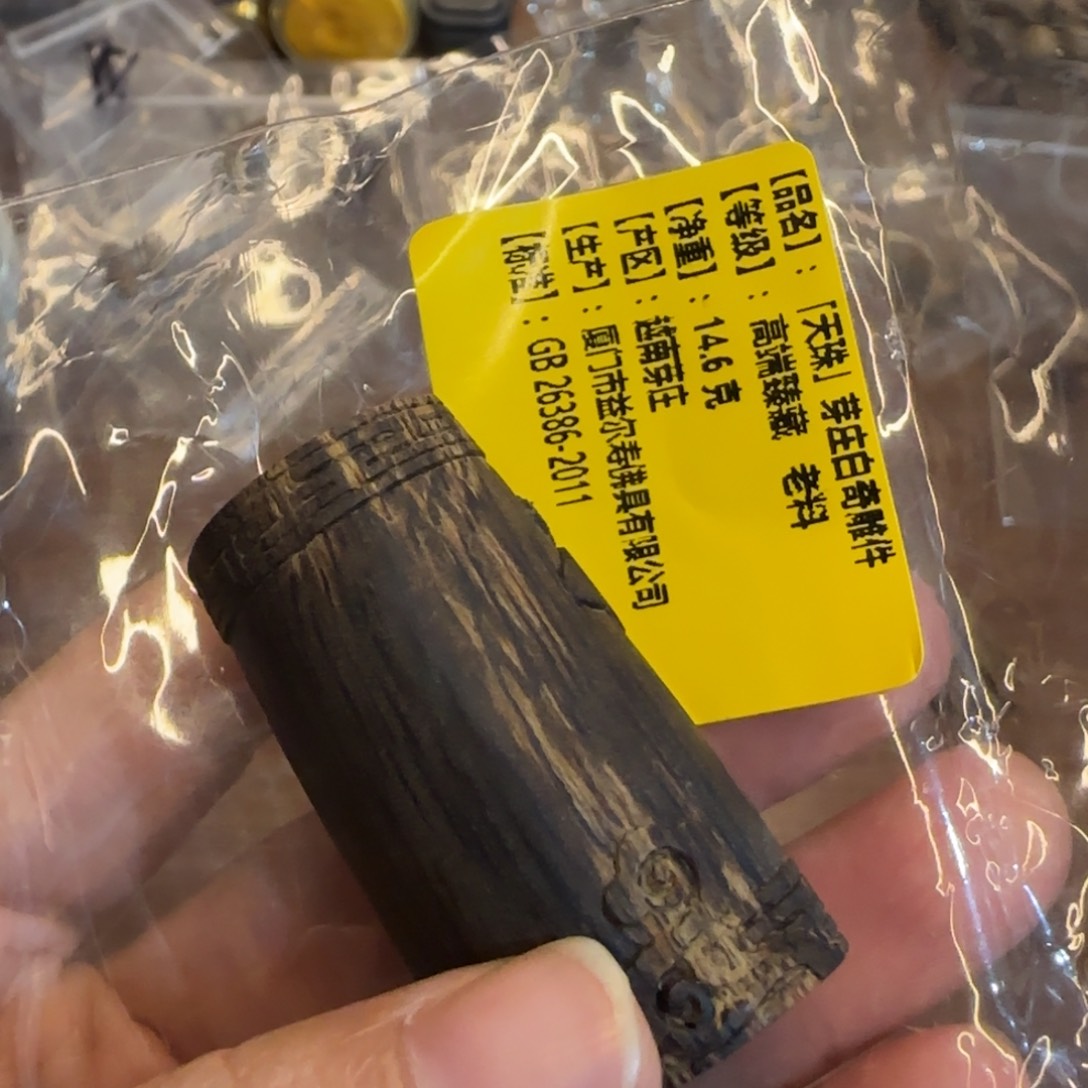 【品名】：「天珠」芽庄白奇雕件
【等级】：高端臻藏 老料
【净重】：14.6 克
【产区】：越南芽庄
【生产】：厦门市益尔寿佛具有限公司
【标准】：GB 26386-2011